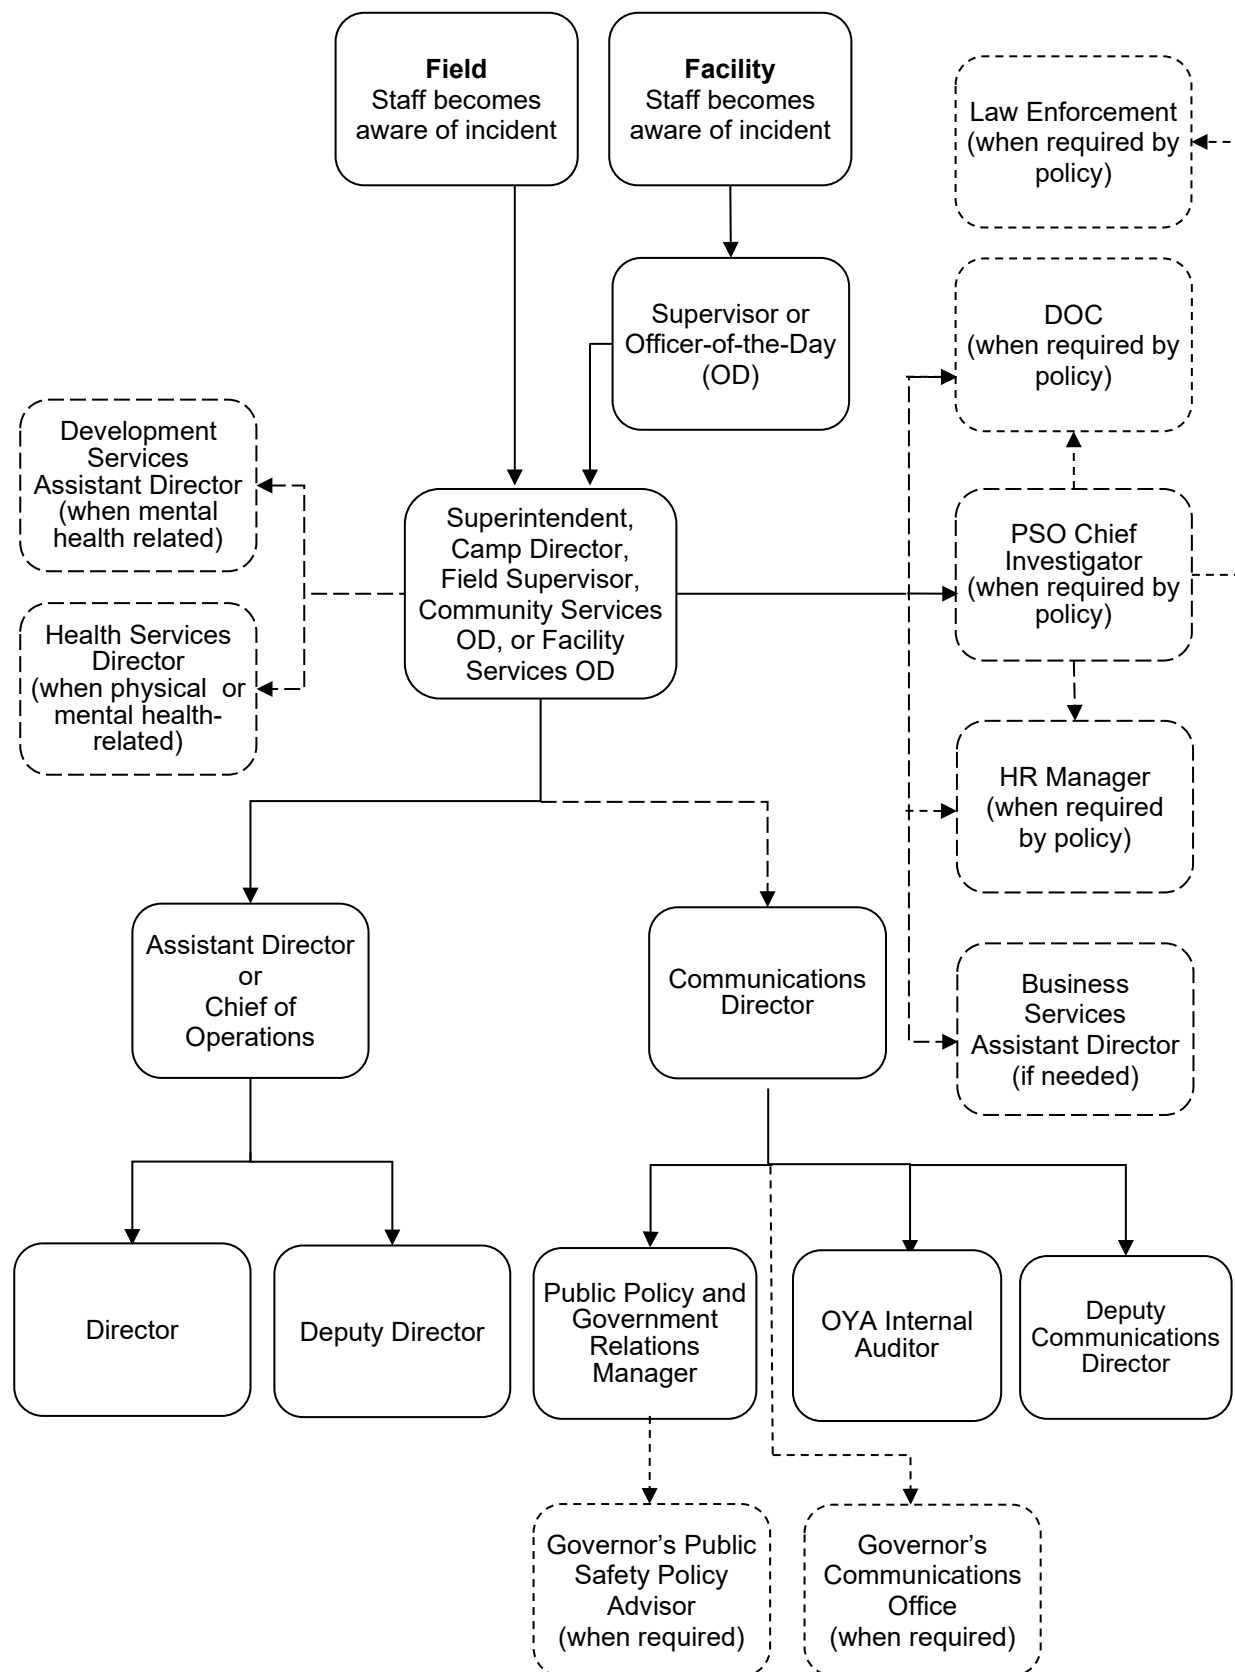 Field
Staff becomes
aware of incident
Facility
Staff becomes
aware of incident
Law Enforcement
(when required by
policy)
Supervisor or
Officer-of-the-Day
(OD)
DOC
(when required by
policy)
Development
Services
Assistant Director
(when mental
health related)
Superintendent,
Camp Director,
Field Supervisor,
Community Services
OD, or Facility
Services OD
PSO Chief
Investigator
(when required by
policy)
Health Services
Director
(when physical or
mental health-
related)
HR Manager
(when required
by policy)
Assistant Director
or
Chief of
Operations
Communications
Director
Business
Services
Assistant Director
(if needed)
Director
Deputy Director
Public Policy and
Government
Relations
Manager
OYA Internal
Auditor
Deputy
Communications
Director
Governor’s Public
Safety Policy
Advisor
(when required)
Governor’s
Communications
Office
(when required)